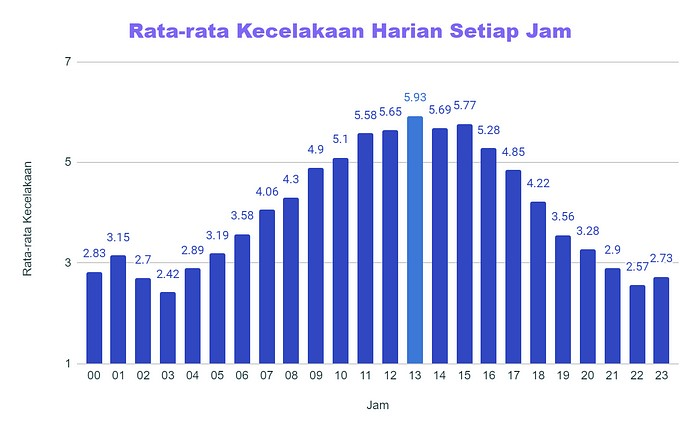 Rata-rata Kecelakaan Harian Setiap Jam
7
5
3
1
Rata-rata Kecelakaan
2.83 3.15 2.7 2.42 2.89 3.19 3.58 4.06 4.3 4.9 5.1 5.58 5.65 5.93 5.69 5.77 5.28 4.85 4.22 3.56 3.28 2.9 2.57 2.73
00 01 02 03 04 05 06 07 08 09 10 11 12 13 14 15 16 17 18 19 20 21 22 23
Jam